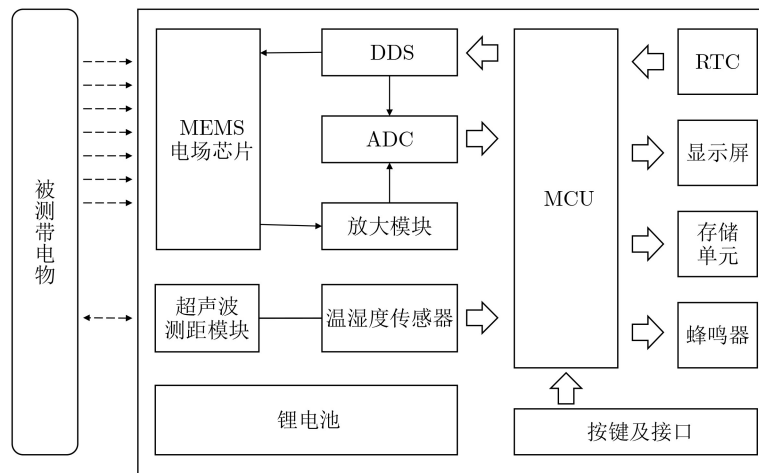 被测带电物
MEMS
电场芯片
DDS
ADC
放大模块
超声波
测距模块
温湿度传感器
锂电池
MCU
RTC
显示屏
存储
单元
蜂鸣器
按键及接口